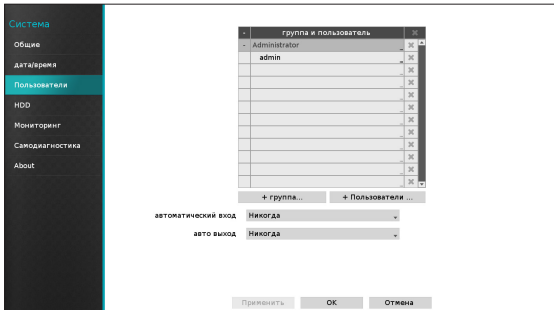 Система
Общие
дата/время
Пользователи
HDD
Мониторинг
Самодиагностика
About
- группа и пользователь
- Administrator
admin
+ группа...
+ Пользователи ...
автоматический вход Никогда
авто выход Никогда
Применить
OK
Отмена